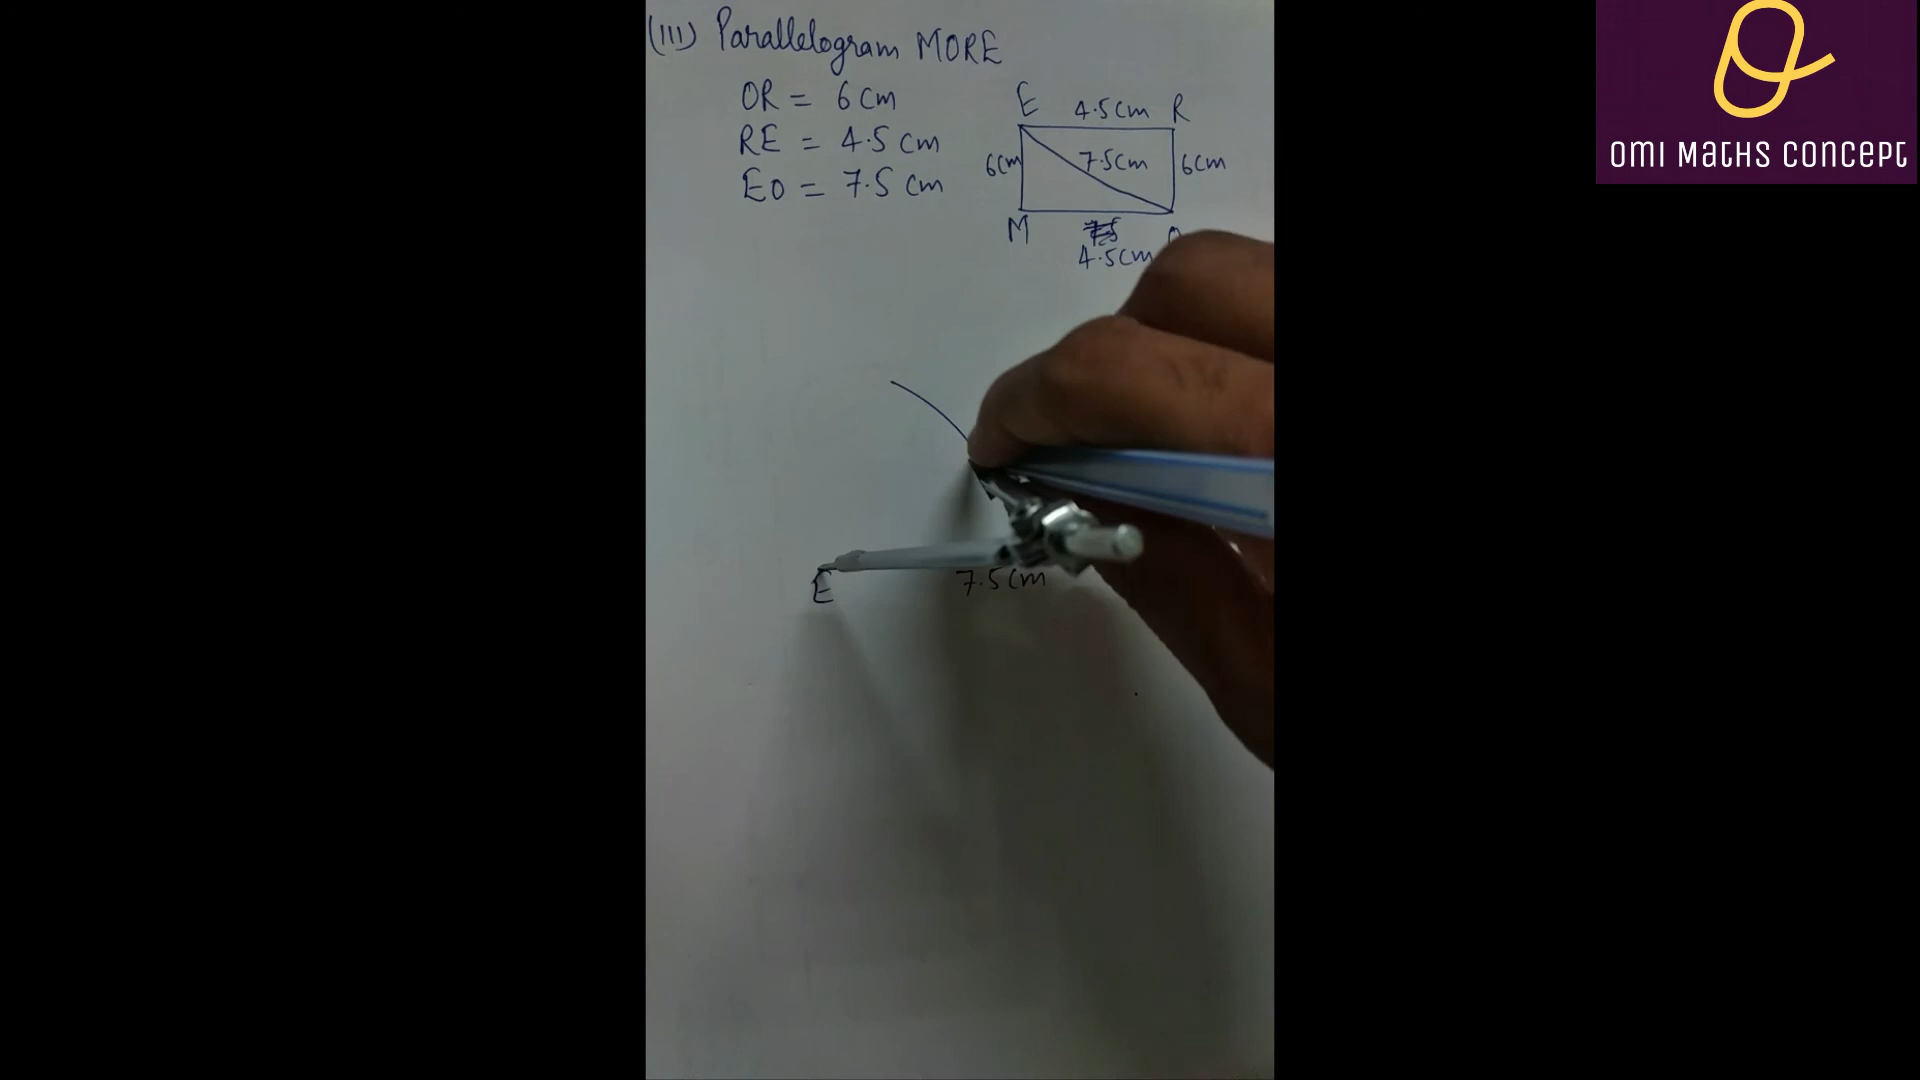 (III) Parallelogram MORE
OR = 6 cm
RE = 4.5 cm
EO = 7.5 cm
E 4.5cm R
6cm 7.5cm 6cm
M
4.5cm
7.5cm
E
OMI MATHS CONCEPT